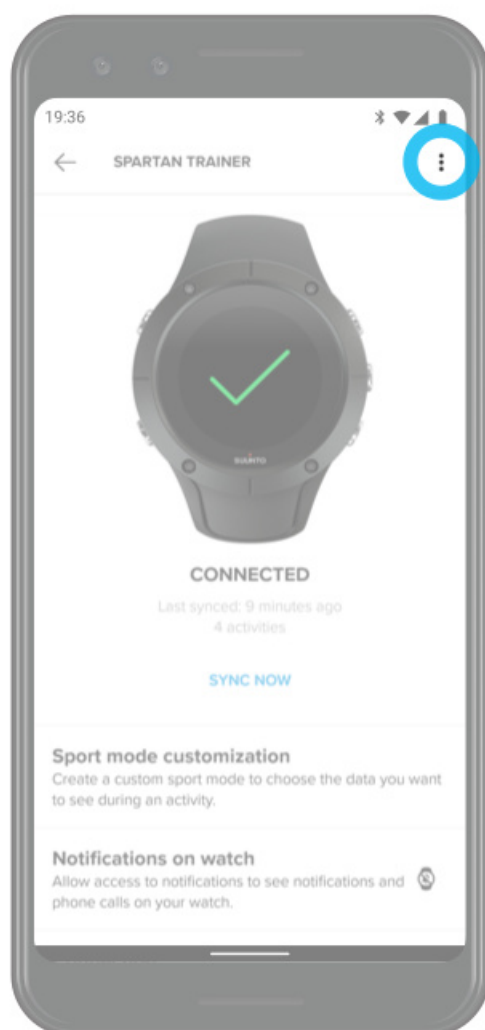 19:36
SPARTAN TRAINER
SUUNTO
CONNECTED
Last synced: 9 minutes ago
4 activities
SYNC NOW
Sport mode customization
Create a custom sport mode to choose the data you want
to see during an activity.
Notifications on watch
Allow access to notifications to see notifications and
phone calls on your watch.